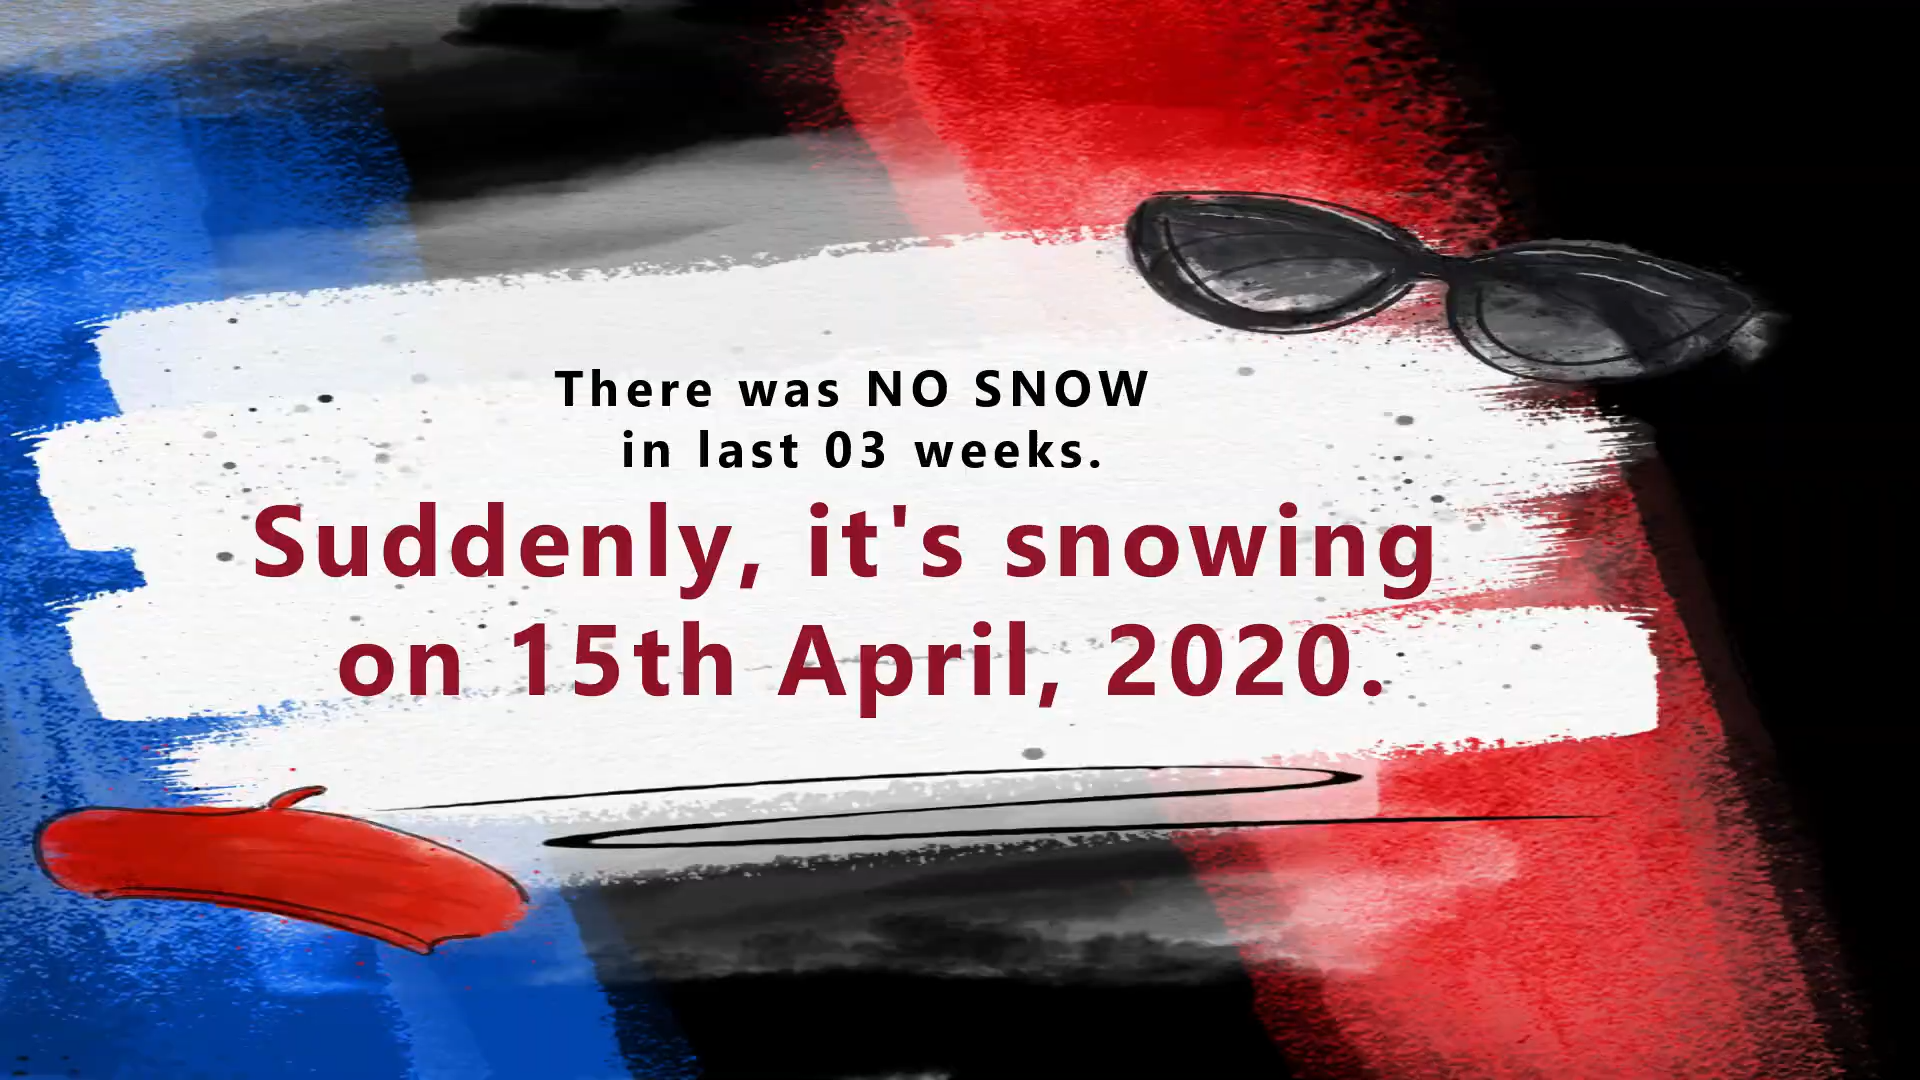 There was NO SNOW
in last 03 weeks.
Suddenly, it's snowing
on 15th April, 2020.